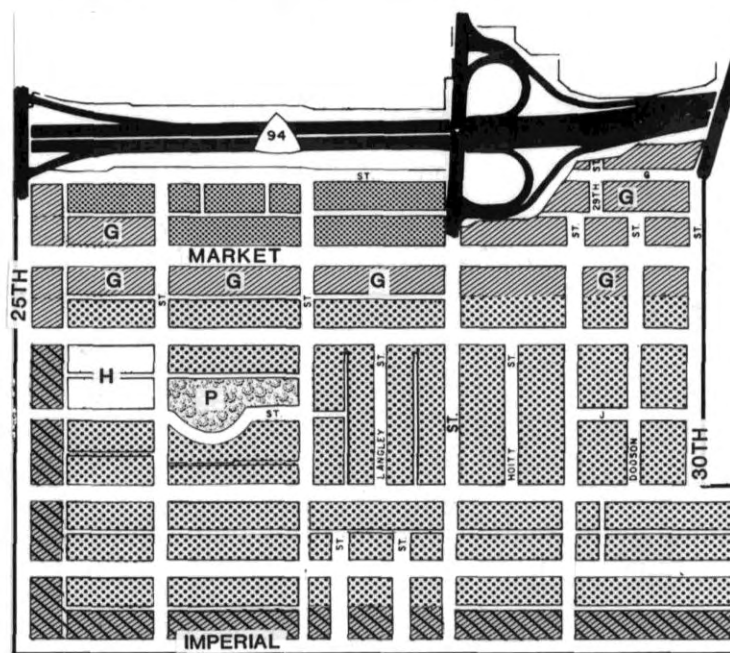 94
ST.
G
ST.
29TH
G
G
ST.
ST.
ST.
MARKET
G
G
G
G
25TH
ST
ST
H
P
ST.
ST
LANGLEY
ST.
ST.
HOITT
J
DODSON
30TH
ST.
ST.
IMPERIAL